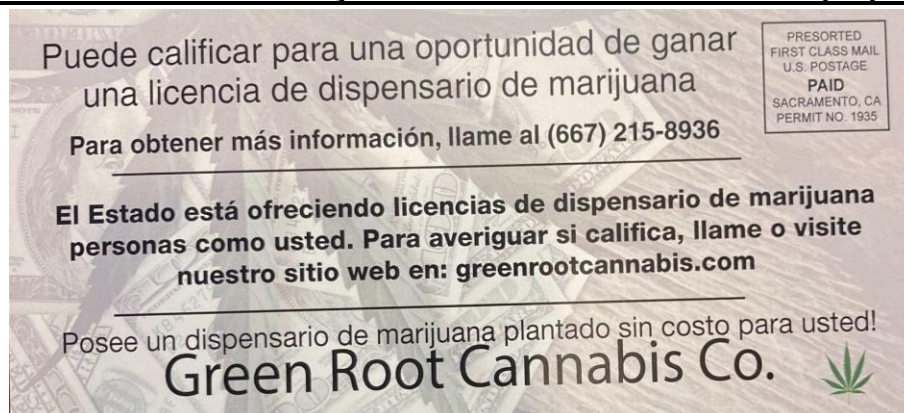 Puede calificar para una oportunidad de ganar
una licencia de dispensario de marijuana
Para obtener más información, llame al (667) 215-8936
PRESORTED
FIRST CLASS MAIL
U.S. POSTAGE
PAID
SACRAMENTO, CA
PERMIT NO. 1935
El Estado está ofreciendo licencias de dispensario de marijuana
personas como usted. Para averiguar si califica, llame o visite
nuestro sitio web en: greenrootcannabis.com
Posee un dispensario de marijuana plantado sin costo para usted!
Green Root Cannabis Co.